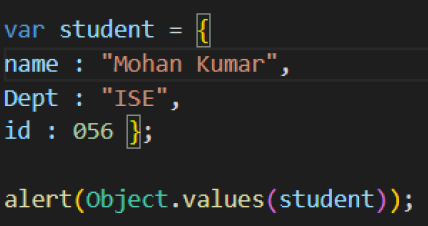 var student = {
name : "Mohan Kumar",
Dept : "ISE",
id : 056 };
alert(Object.values(student));